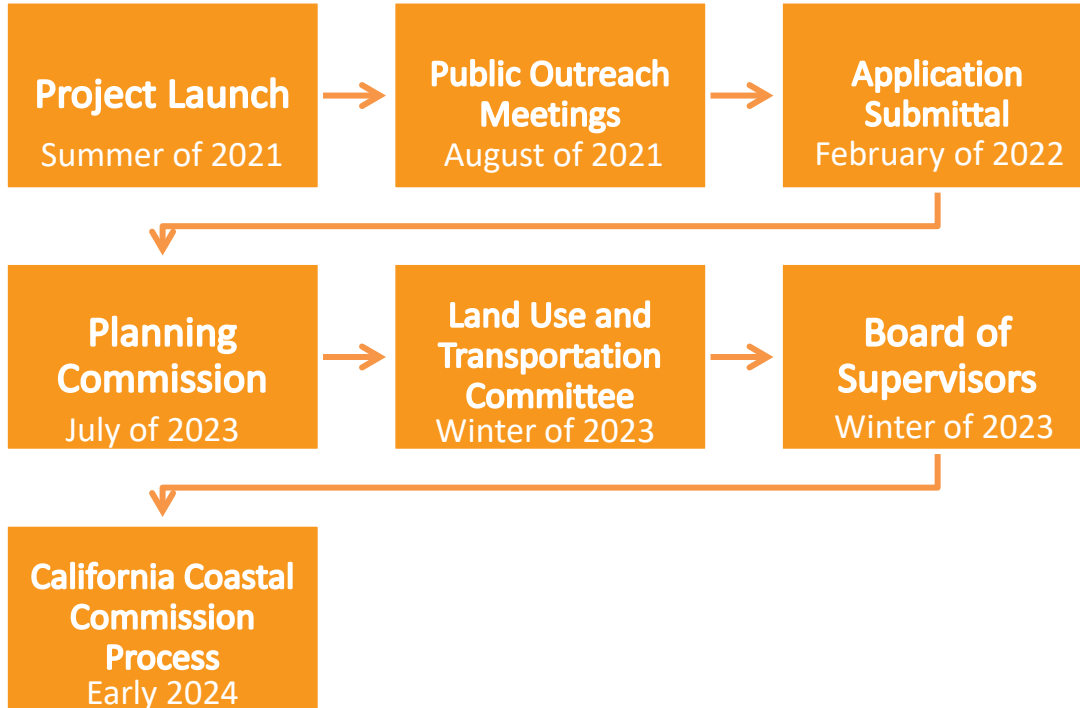 Project Launch
Summer of 2021
Public Outreach
Meetings
August of 2021
Application
Submittal
February of 2022
Planning
Commission
July of 2023
Land Use and
Transportation
Committee
Winter of 2023
Board of
Supervisors
Winter of 2023
California Coastal
Commission
Process
Early 2024